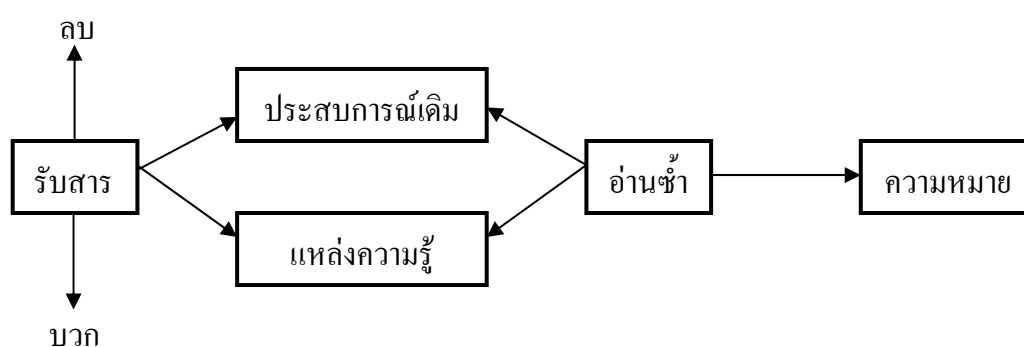 ลบ
ประสบการณ์เดิม
รับสาร
อ่านซ้ำ
ความหมาย
แหล่งความรู้
บวก